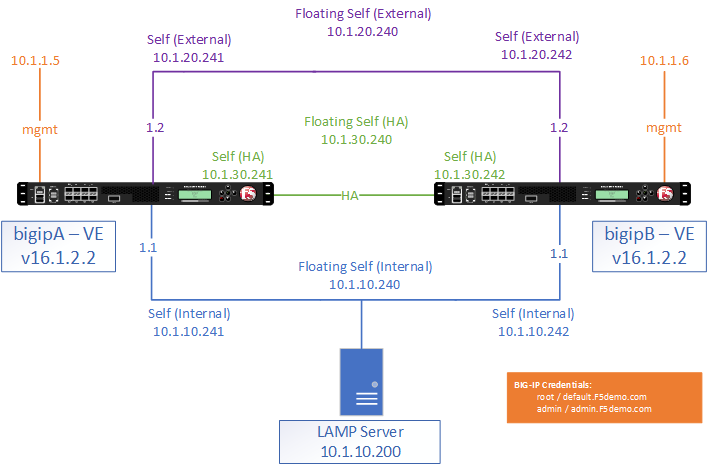 Floating Self (External)
10.1.20.240
Self (External)
10.1.20.241
Self (External)
10.1.20.242
10.1.1.5
10.1.1.6
mgmt
1.2
Floating Self (HA)
10.1.30.240
1.2
mgmt
Self (HA)
10.1.30.241
Self (HA)
10.1.30.242
HA
bigipA – VE
v16.1.2.2
bigipB – VE
v16.1.2.2
1.1
1.1
Floating Self (Internal)
10.1.10.240
Self (Internal)
10.1.10.241
Self (Internal)
10.1.10.242
LAMP Server
10.1.10.200
BIG-IP Credentials:
root / default.F5demo.com
admin / admin.F5demo.com